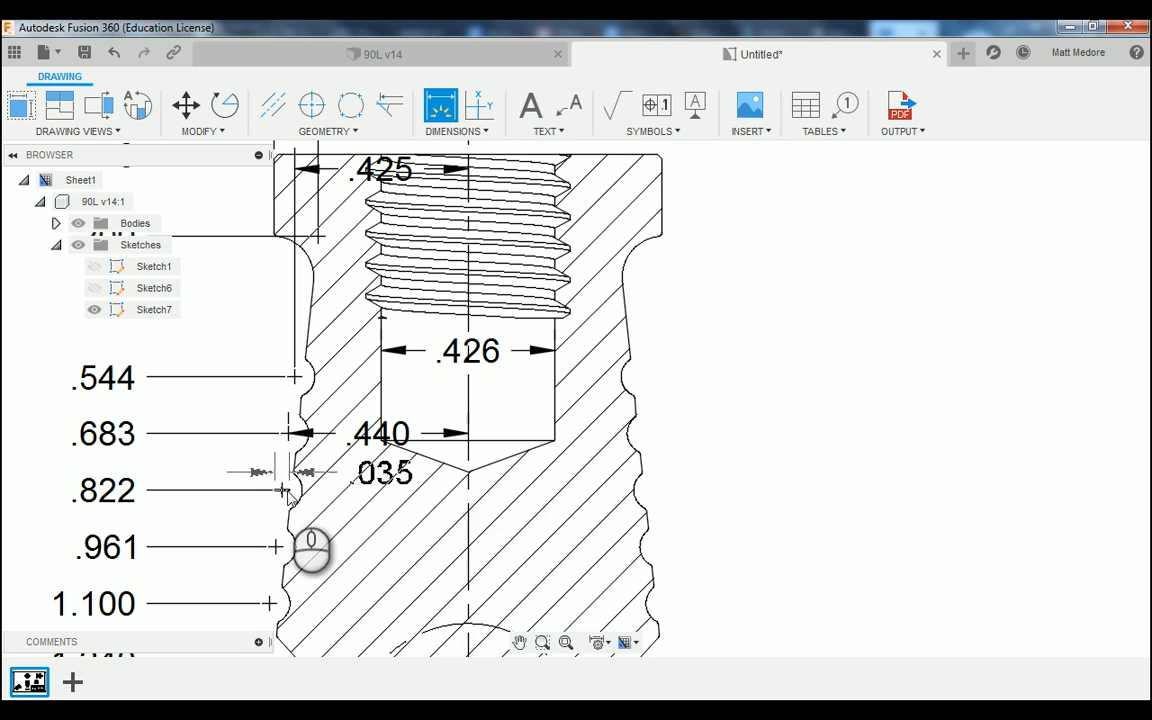 Autodesk Fusion 360 (Education License)
90L v14
Untitled*
Matt Medore
DRAWING
DRAWING VIEWS
MODIFY
GEOMETRY
DIMENSIONS
TEXT
SYMBOLS
INSERT
TABLES
OUTPUT
BROWSER
Sheet1
90L v14:1
Bodies
Sketches
Sketch1
Sketch6
Sketch7
.425
.426
.544
.683
.440
.035
.822
.961
1.100
COMMENTS